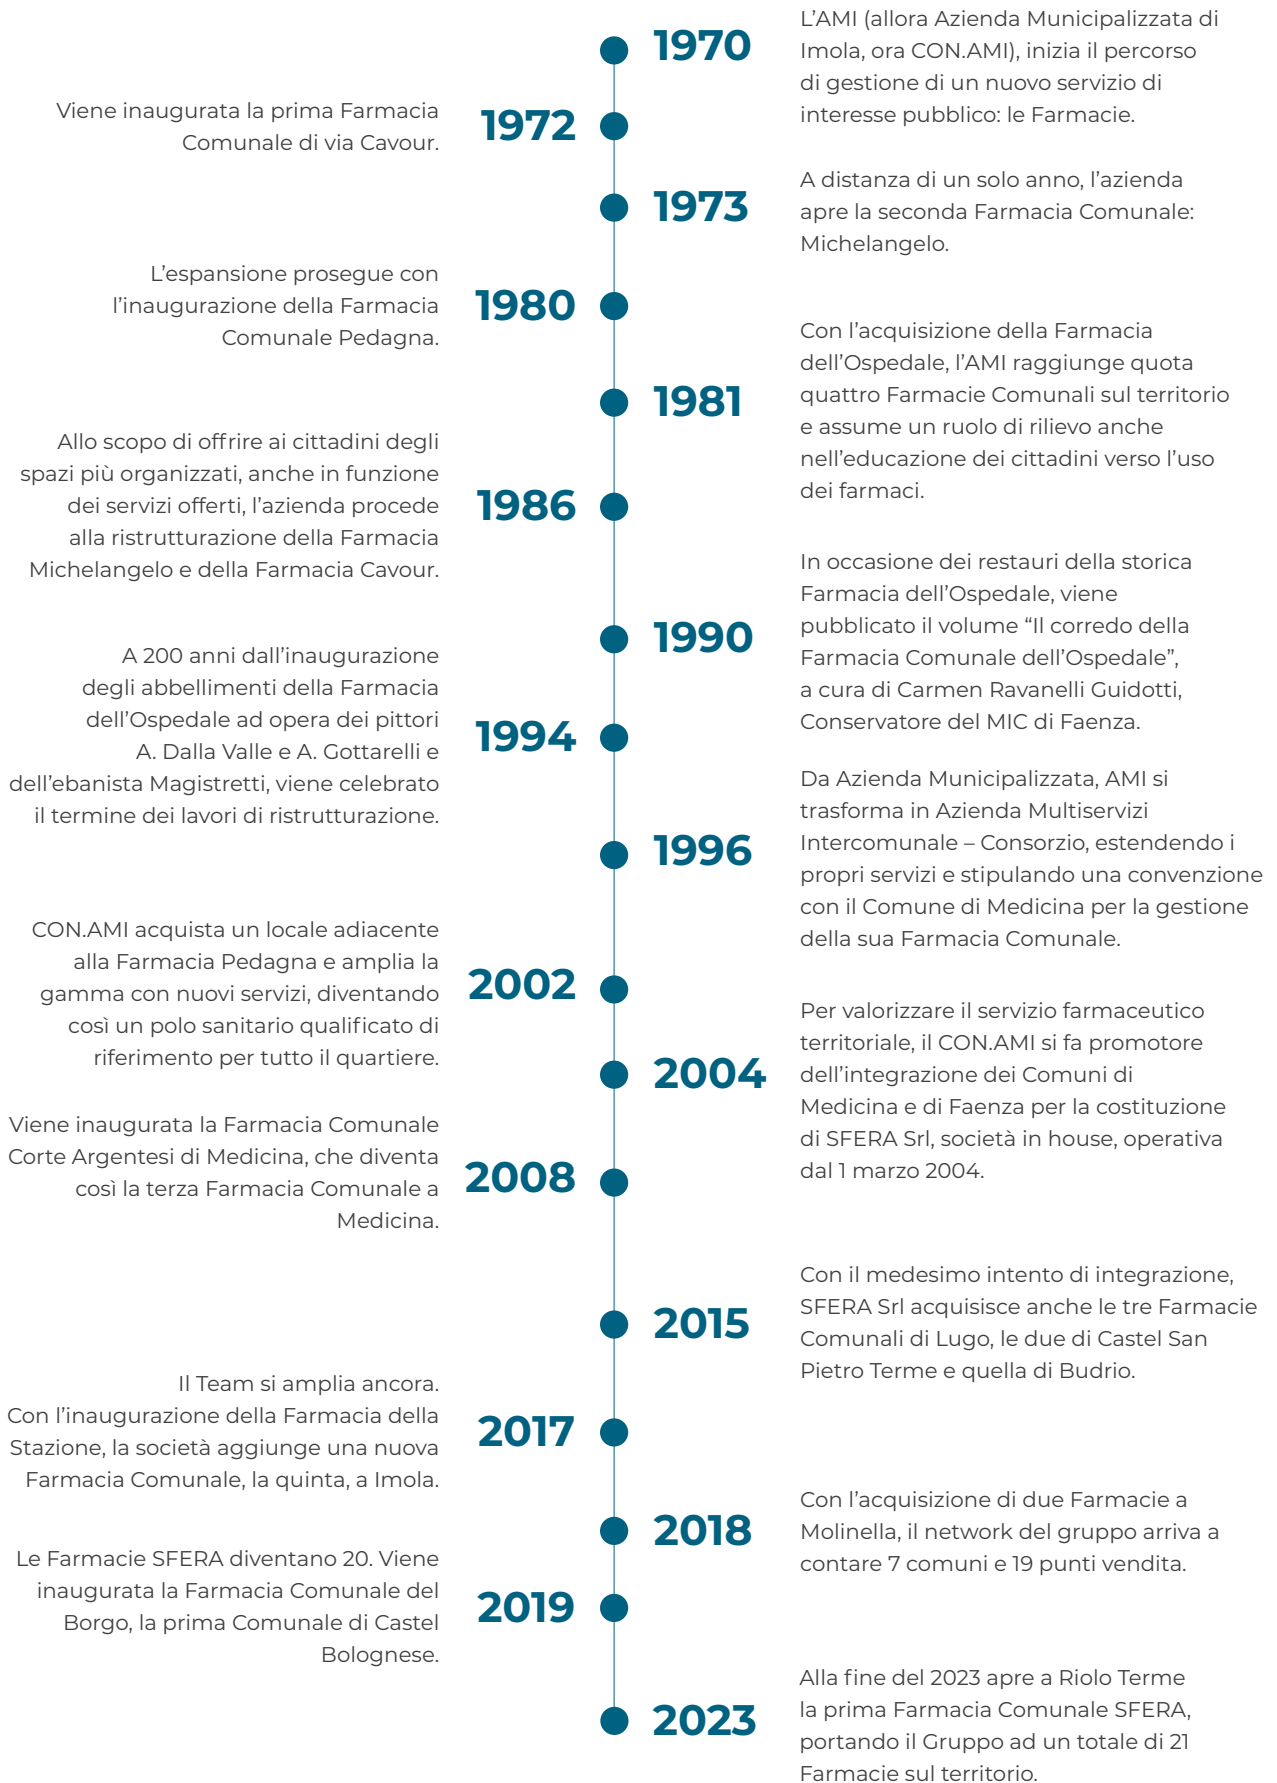 1970
L’AMI (allora Azienda Municipalizzata di
Imola, ora CON.AMI), inizia il percorso
di gestione di un nuovo servizio di
interesse pubblico: le Farmacie.
1972
Viene inaugurata la prima Farmacia
Comunale di via Cavour.
1973
A distanza di un solo anno, l’azienda
apre la seconda Farmacia Comunale:
Michelangelo.
1980
L’espansione prosegue con
l’inaugurazione della Farmacia
Comunale Pedagna.
1981
Con l’acquisizione della Farmacia
dell’Ospedale, l’AMI raggiunge quota
quattro Farmacie Comunali sul territorio
e assume un ruolo di rilievo anche
nell’educazione dei cittadini verso l’uso
dei farmaci.
1986
Allo scopo di offrire ai cittadini degli
spazi più organizzati, anche in funzione
dei servizi offerti, l’azienda procede
alla ristrutturazione della Farmacia
Michelangelo e della Farmacia Cavour.
1990
In occasione dei restauri della storica
Farmacia dell’Ospedale, viene
pubblicato il volume “Il corredo della
Farmacia Comunale dell’Ospedale”,
a cura di Carmen Ravanelli Guidotti,
Conservatore del MIC di Faenza.
1994
A 200 anni dall’inaugurazione
degli abbellimenti della Farmacia
dell’Ospedale ad opera dei pittori
A. Dalla Valle e A. Gottarelli e
dell’ebanista Magistretti, viene celebrato
il termine dei lavori di ristrutturazione.
1996
Da Azienda Municipalizzata, AMI si
trasforma in Azienda Multiservizi
Intercomunale – Consorzio, estendendo i
propri servizi e stipulando una convenzione
con il Comune di Medicina per la gestione
della sua Farmacia Comunale.
2002
CON.AMI acquista un locale adiacente
alla Farmacia Pedagna e amplia la
gamma con nuovi servizi, diventando
così un polo sanitario qualificato di
riferimento per tutto il quartiere.
2004
Per valorizzare il servizio farmaceutico
territoriale, il CON.AMI si fa promotore
dell’integrazione dei Comuni di
Medicina e di Faenza per la costituzione
di SFERA Srl, società in house, operativa
dal 1 marzo 2004.
2008
Viene inaugurata la Farmacia Comunale
Corte Argentesi di Medicina, che diventa
così la terza Farmacia Comunale a
Medicina.
2015
Con il medesimo intento di integrazione,
SFERA Srl acquisisce anche le tre Farmacie
Comunali di Lugo, le due di Castel San
Pietro Terme e quella di Budrio.
2017
Il Team si amplia ancora.
Con l’inaugurazione della Farmacia della
Stazione, la società aggiunge una nuova
Farmacia Comunale, la quinta, a Imola.
2018
Con l’acquisizione di due Farmacie a
Molinella, il network del gruppo arriva a
contare 7 comuni e 19 punti vendita.
2019
Le Farmacie SFERA diventano 20. Viene
inaugurata la Farmacia Comunale del
Borgo, la prima Comunale di Castel
Bolognese.
2023
Alla fine del 2023 apre a Riolo Terme
la prima Farmacia Comunale SFERA,
portando il Gruppo ad un totale di 21
Farmacie sul territorio.